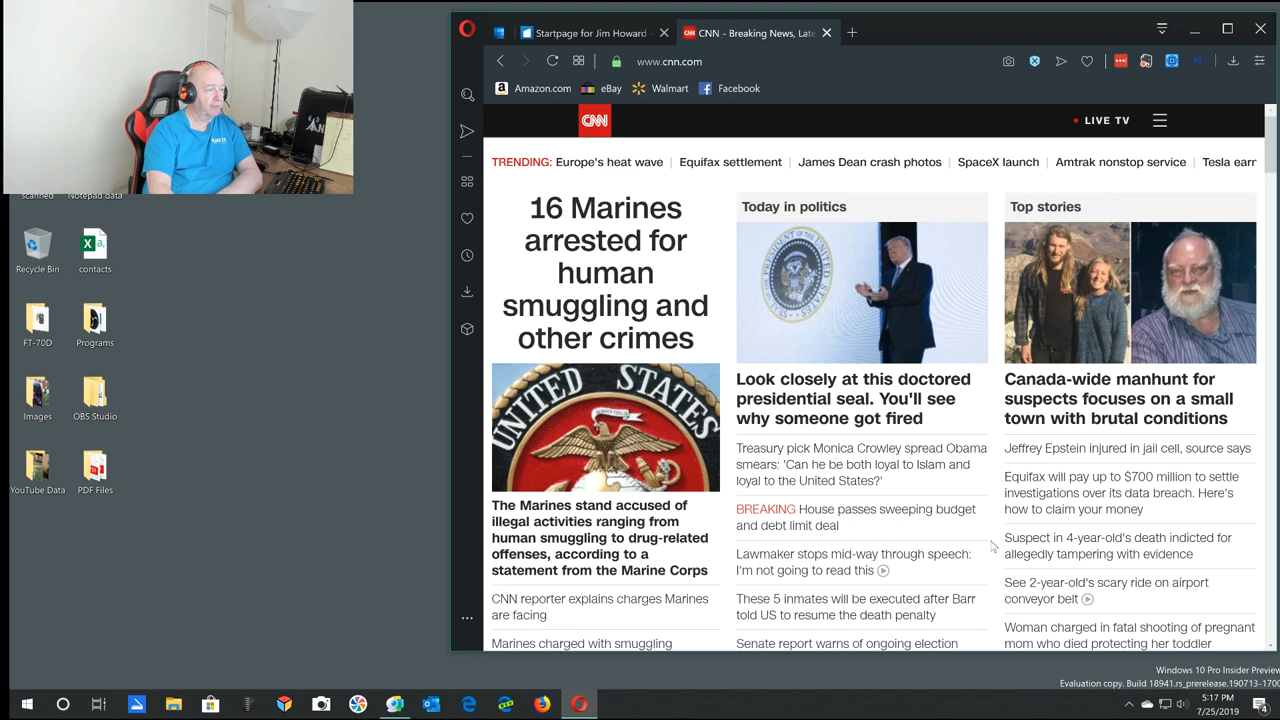 Startpage for Jim Howard
CNN - Breaking News, Late
www.cnn.com
Amazon.com
eBay
Walmart
Facebook
CNN
LIVE TV
TRENDING: Europe's heat wave
Equifax settlement
James Dean crash photos
SpaceX launch
Amtrak nonstop service
Tesla earn
16 Marines
arrested for
human
smuggling and
other crimes
UNITED STATES
The Marines stand accused of
illegal activities ranging from
human smuggling to drug-related
offenses, according to a
statement from the Marine Corps
CNN reporter explains charges Marines
are facing
Marines charged with smuggling
Today in politics
Look closely at this doctored
presidential seal. You'll see
why someone got fired
Treasury pick Monica Crowley spread Obama
smears: 'Can he be both loyal to Islam and
loyal to the United States?'
BREAKING House passes sweeping budget
and debt limit deal
Lawmaker stops mid-way through speech:
I'm not going to read this
These 5 inmates will be executed after Barr
told US to resume the death penalty
Senate report warns of ongoing election
Top stories
Canada-wide manhunt for
suspects focuses on a small
town with brutal conditions
Jeffrey Epstein injured in jail cell, source says
Equifax will pay up to $700 million to settle
investigations over its data breach. Here's
how to claim your money
Suspect in 4-year-old's death indicted for
allegedly tampering with evidence
See 2-year-old's scary ride on airport
conveyor belt
Woman charged in fatal shooting of pregnant
mom who died protecting her toddler
scanned
Notepad data
Recycle Bin
contacts
FT-70D
Programs
Images
OBS Studio
YouTube Data
PDF Files
Windows 10 Pro Insider Preview
Evaluation copy. Build 18941.rs_prerelease.190713-1700
5:17 PM
7/25/2019
4